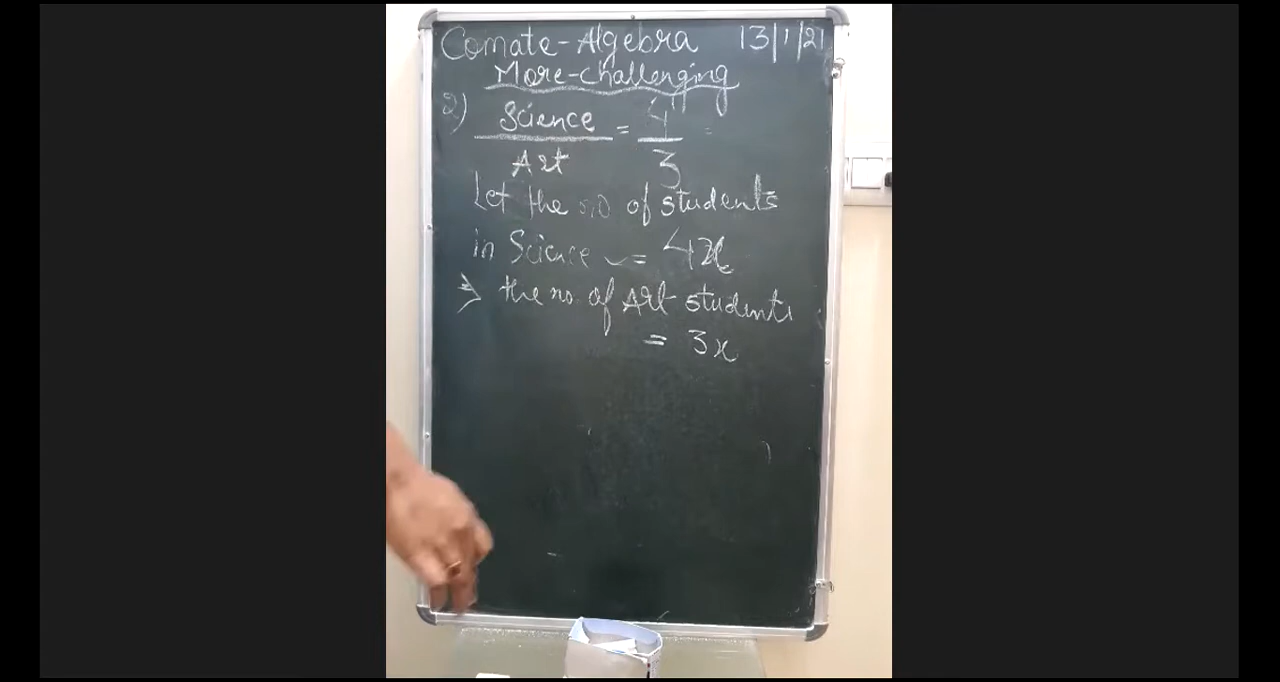 Comate-Algebra 13/1/21
More-challenging
2) Science / Art = 4 / 3 =
Let the no of students
in Science = 4x
⇒ the no. of Art students
= 3x